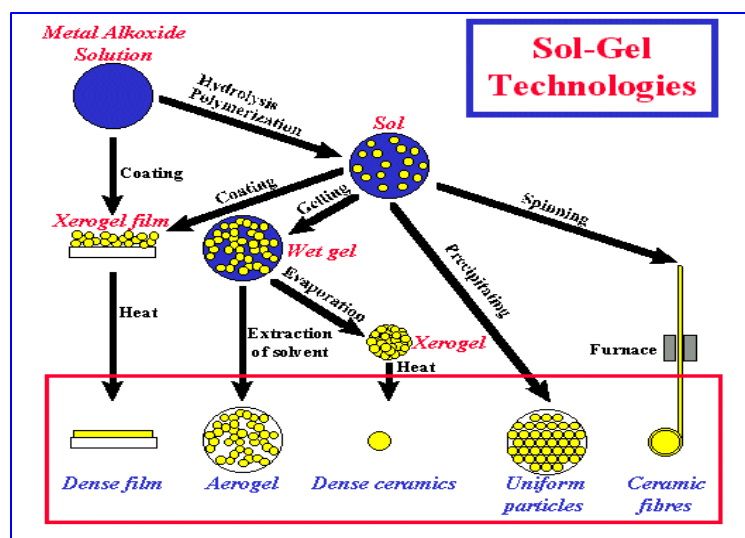 Metal Alkoxide
Solution
Sol-Gel
Technologies
Hydrolysis
Polymerization
Sol
Coating
Coating
Gelling
Spinning
Xerogel film
Wet gel
Precipitating
Evaporation
Heat
Extraction
of solvent
Xerogel
Heat
Furnace
Dense film
Aerogel
Dense ceramics
Uniform
particles
Ceramic
fibres